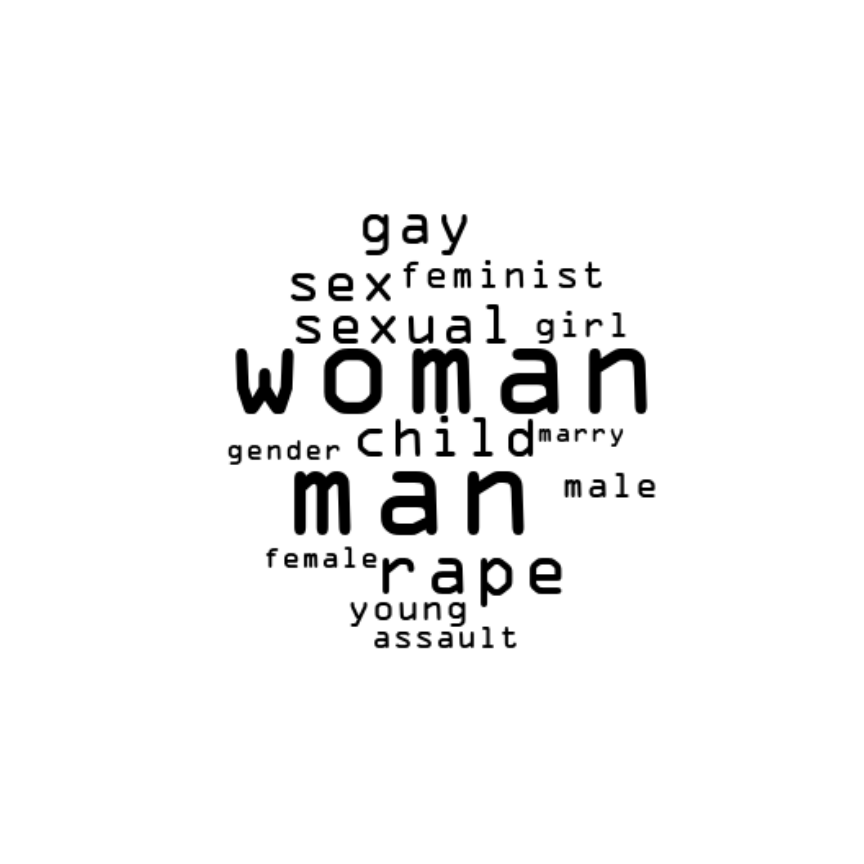 gay
sex feminist
sexual girl
woman
gender child marry
man male
female rape
young
assault